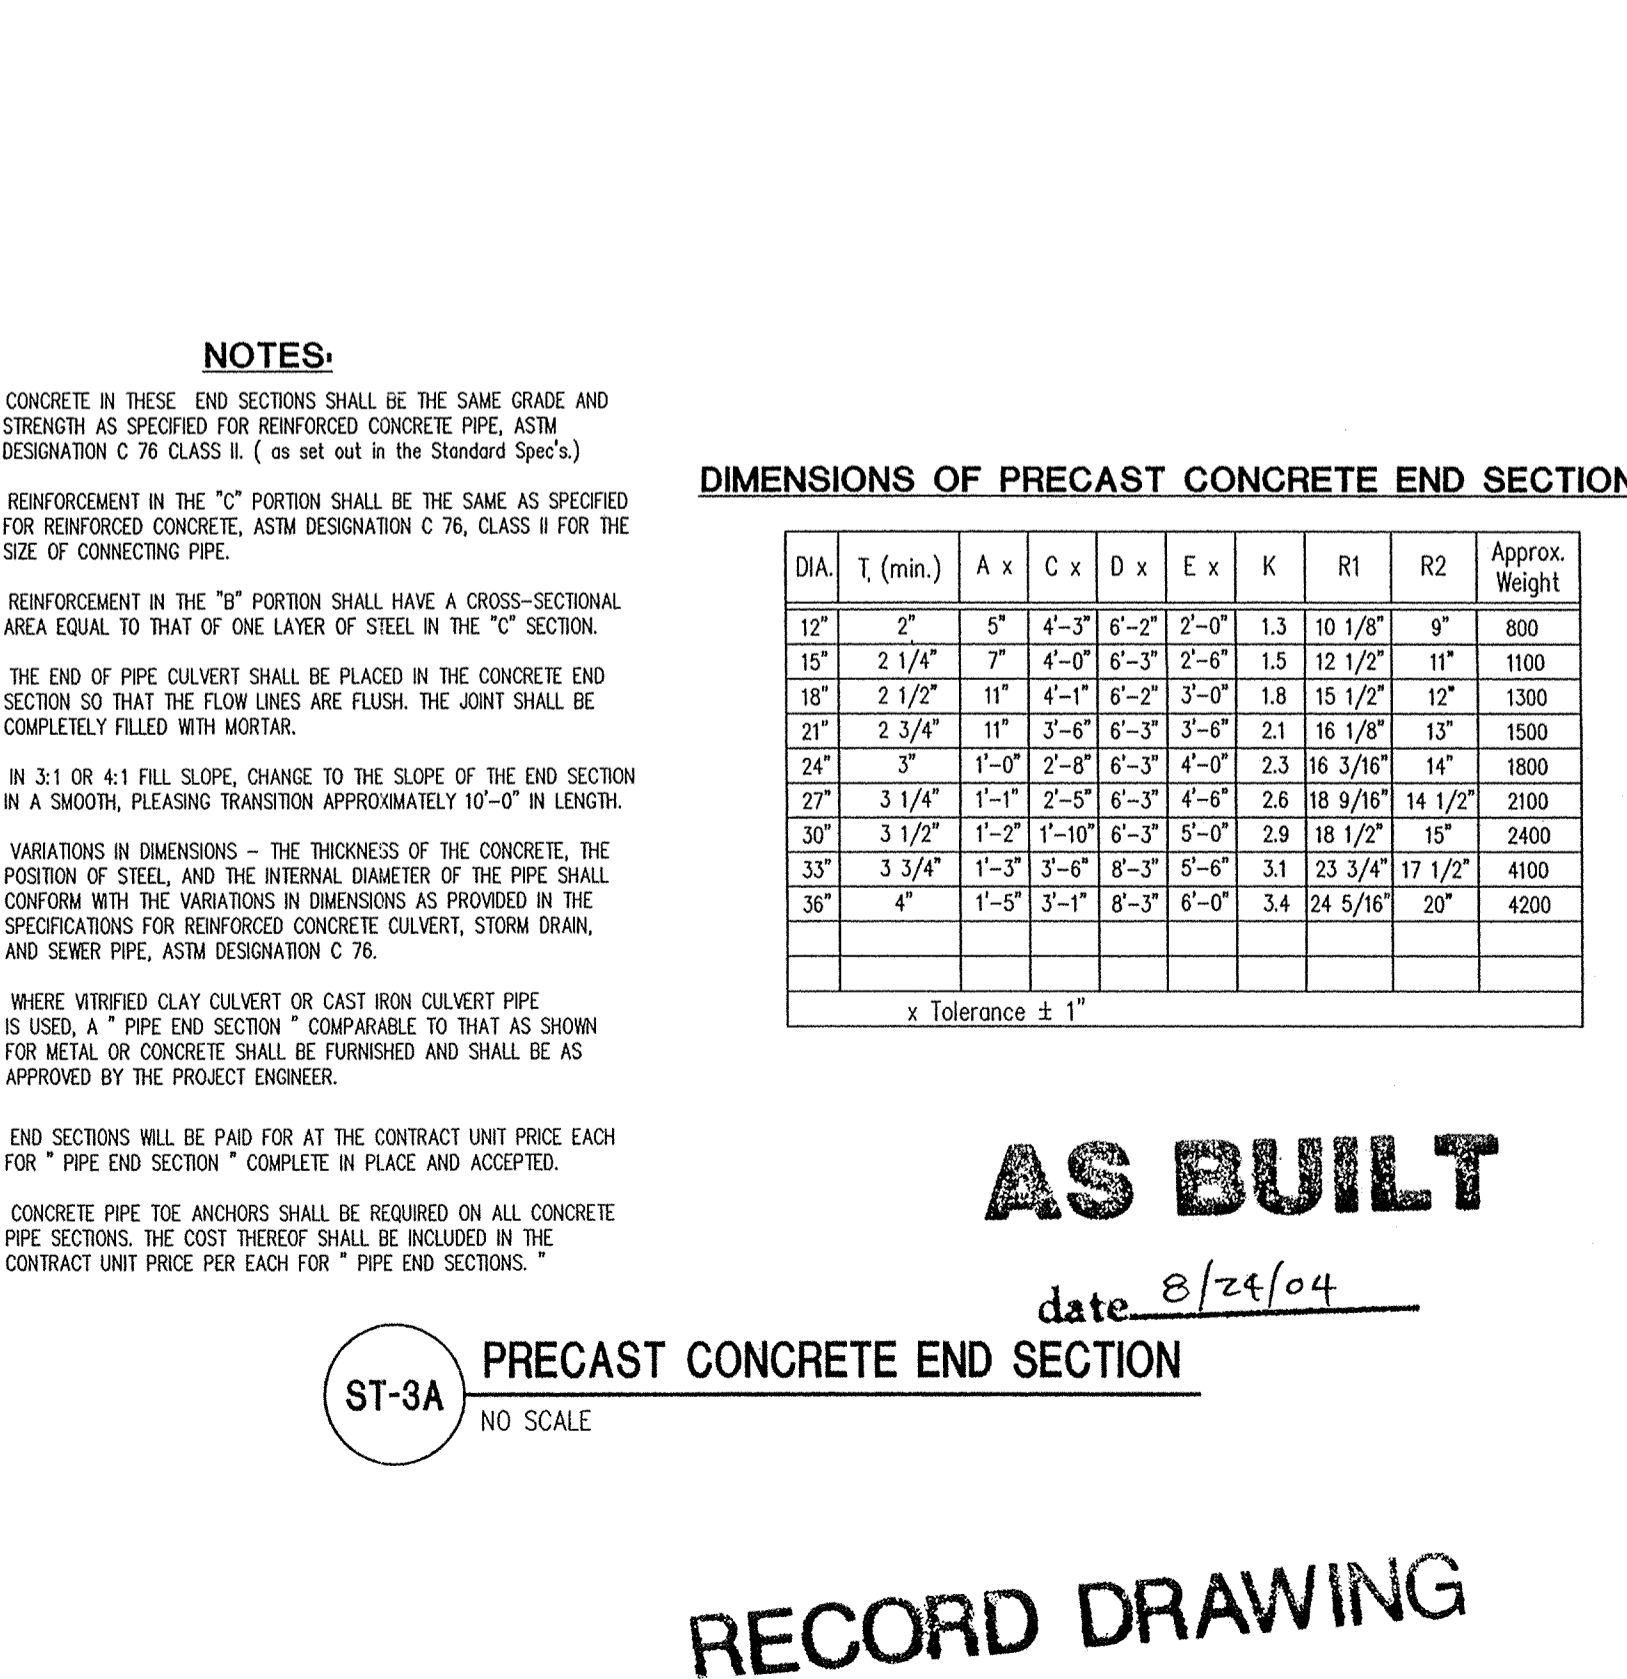 NOTES:
CONCRETE IN THESE END SECTIONS SHALL BE THE SAME GRADE AND
STRENGTH AS SPECIFIED FOR REINFORCED CONCRETE PIPE, ASTM
DESIGNATION C 76 CLASS II. ( as set out in the Standard Spec's.)
REINFORCEMENT IN THE "C" PORTION SHALL BE THE SAME AS SPECIFIED
FOR REINFORCED CONCRETE, ASTM DESIGNATION C 76, CLASS II FOR THE
SIZE OF CONNECTING PIPE.
REINFORCEMENT IN THE "B" PORTION SHALL HAVE A CROSS-SECTIONAL
AREA EQUAL TO THAT OF ONE LAYER OF STEEL IN THE "C" SECTION.
THE END OF PIPE CULVERT SHALL BE PLACED IN THE CONCRETE END
SECTION SO THAT THE FLOW LINES ARE FLUSH. THE JOINT SHALL BE
COMPLETELY FILLED WITH MORTAR.
IN 3:1 OR 4:1 FILL SLOPE, CHANGE TO THE SLOPE OF THE END SECTION
IN A SMOOTH, PLEASING TRANSITION APPROXIMATELY 10'-0" IN LENGTH.
VARIATIONS IN DIMENSIONS - THE THICKNESS OF THE CONCRETE, THE
POSITION OF STEEL, AND THE INTERNAL DIAMETER OF THE PIPE SHALL
CONFORM WITH THE VARIATIONS IN DIMENSIONS AS PROVIDED IN THE
SPECIFICATIONS FOR REINFORCED CONCRETE CULVERT, STORM DRAIN,
AND SEWER PIPE, ASTM DESIGNATION C 76.
WHERE VITRIFIED CLAY CULVERT OR CAST IRON CULVERT PIPE
IS USED, A " PIPE END SECTION " COMPARABLE TO THAT AS SHOWN
FOR METAL OR CONCRETE SHALL BE FURNISHED AND SHALL BE AS
APPROVED BY THE PROJECT ENGINEER.
END SECTIONS WILL BE PAID FOR AT THE CONTRACT UNIT PRICE EACH
FOR " PIPE END SECTION " COMPLETE IN PLACE AND ACCEPTED.
CONCRETE PIPE TOE ANCHORS SHALL BE REQUIRED ON ALL CONCRETE
PIPE SECTIONS. THE COST THEREOF SHALL BE INCLUDED IN THE
CONTRACT UNIT PRICE PER EACH FOR " PIPE END SECTIONS. "
DIMENSIONS OF PRECAST CONCRETE END SECTION
DIA. T, (min.) A x C x D x E x K R1 R2 Approx. Weight
12" 2" 5" 4'-3" 6'-2" 2'-0" 1.3 10 1/8" 9" 800
15" 2 1/4" 7" 4'-0" 6'-3" 2'-6" 1.5 12 1/2" 11" 1100
18" 2 1/2" 11" 4'-1" 6'-2" 3'-0" 1.8 15 1/2" 12" 1300
21" 2 3/4" 11" 3'-6" 6'-3" 3'-6" 2.1 16 1/8" 13" 1500
24" 3" 1'-0" 2'-8" 6'-3" 4'-0" 2.3 16 3/16" 14" 1800
27" 3 1/4" 1'-1" 2'-5" 6'-3" 4'-6" 2.6 18 9/16" 14 1/2" 2100
30" 3 1/2" 1'-2" 1'-10" 6'-3" 5'-0" 2.9 18 1/2" 15" 2400
33" 3 3/4" 1'-3" 3'-6" 8'-3" 5'-6" 3.1 23 3/4" 17 1/2" 4100
36" 4" 1'-5" 3'-1" 8'-3" 6'-0" 3.4 24 5/16" 20" 4200
x Tolerance ± 1"
AS BUILT
date 8/24/04
ST-3A
PRECAST CONCRETE END SECTION
NO SCALE
RECORD DRAWING